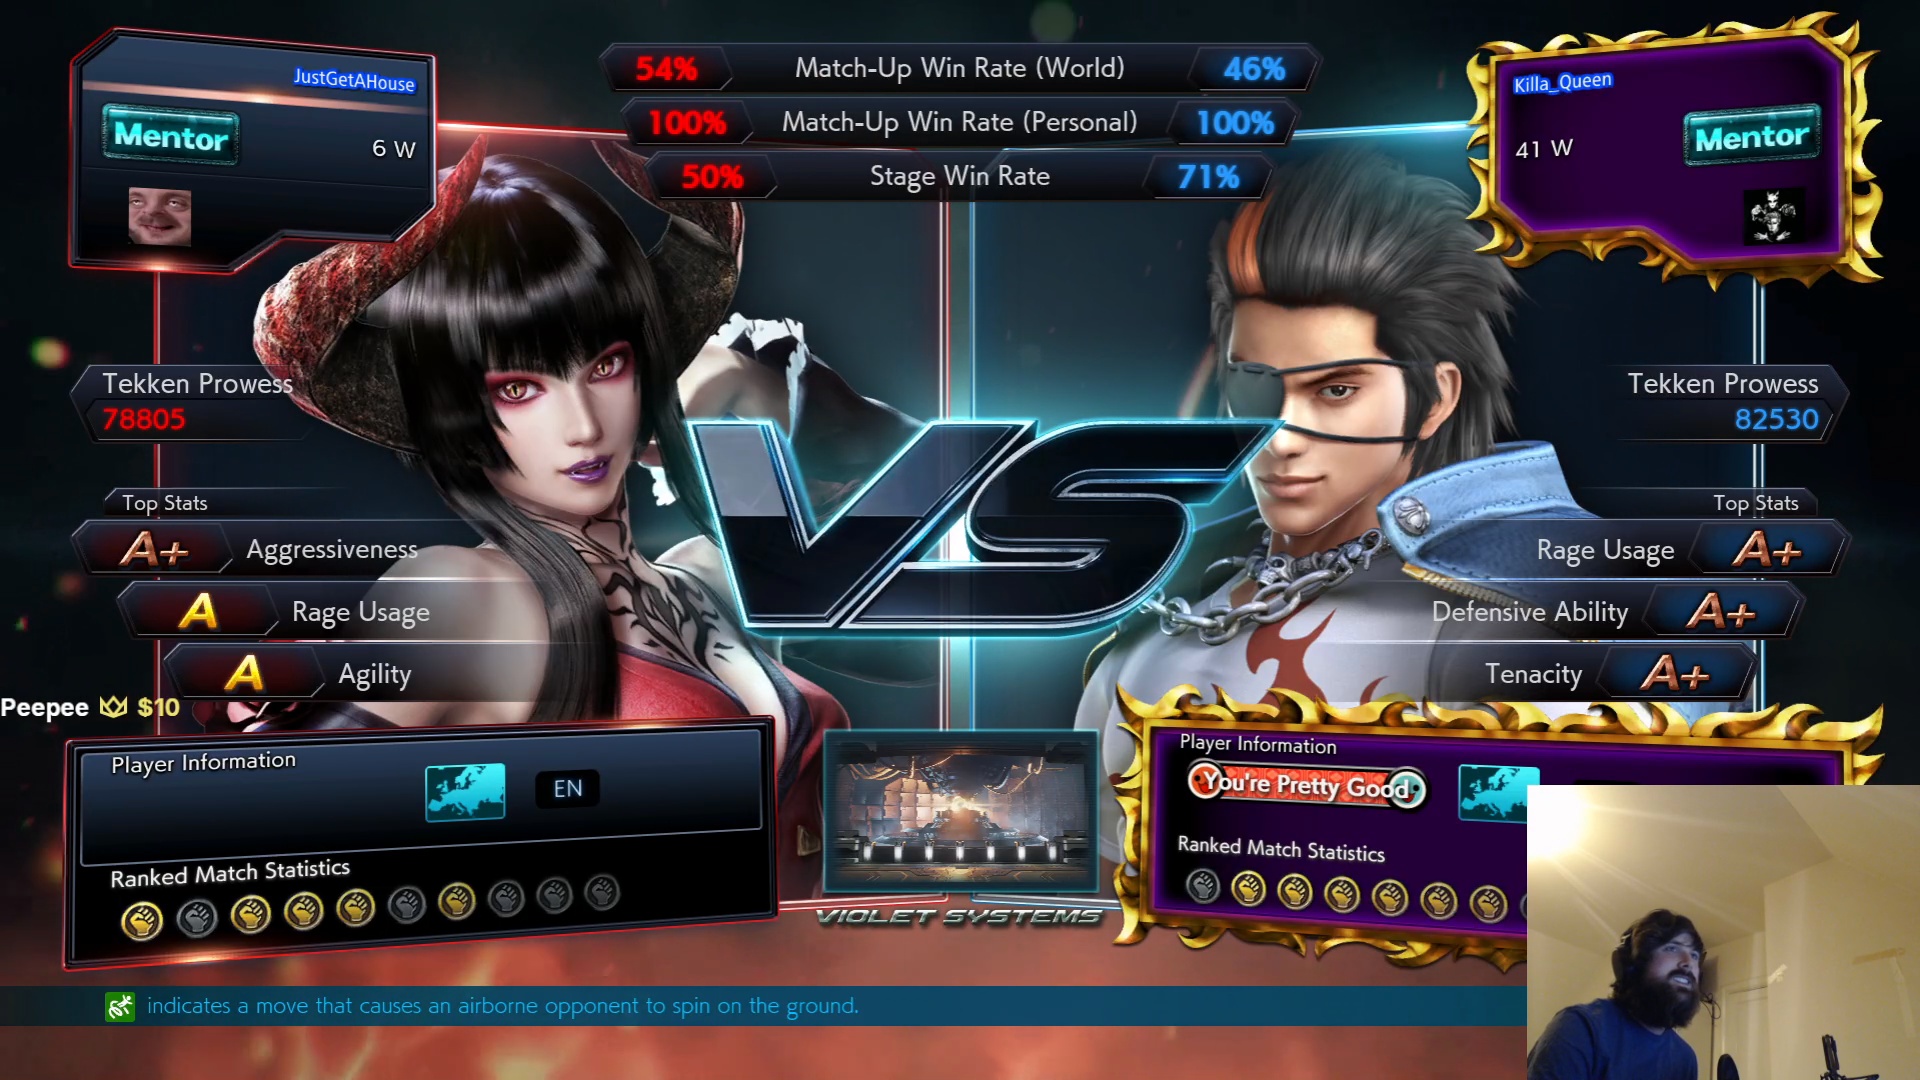 54% Match-Up Win Rate (World) 46%
100% Match-Up Win Rate (Personal) 100%
50% Stage Win Rate 71%
JustGetAHouse
Mentor
6 W
Killa_Queen
41 W
Mentor
Tekken Prowess
78805
Tekken Prowess
82530
VS
Top Stats
A+ Aggressiveness
A Rage Usage
A Agility
Top Stats
Rage Usage A+
Defensive Ability A+
Tenacity A+
Peepee $10
Player Information
EN
Ranked Match Statistics
VIOLET SYSTEMS
Player Information
You're Pretty Good
Ranked Match Statistics
indicates a move that causes an airborne opponent to spin on the ground.